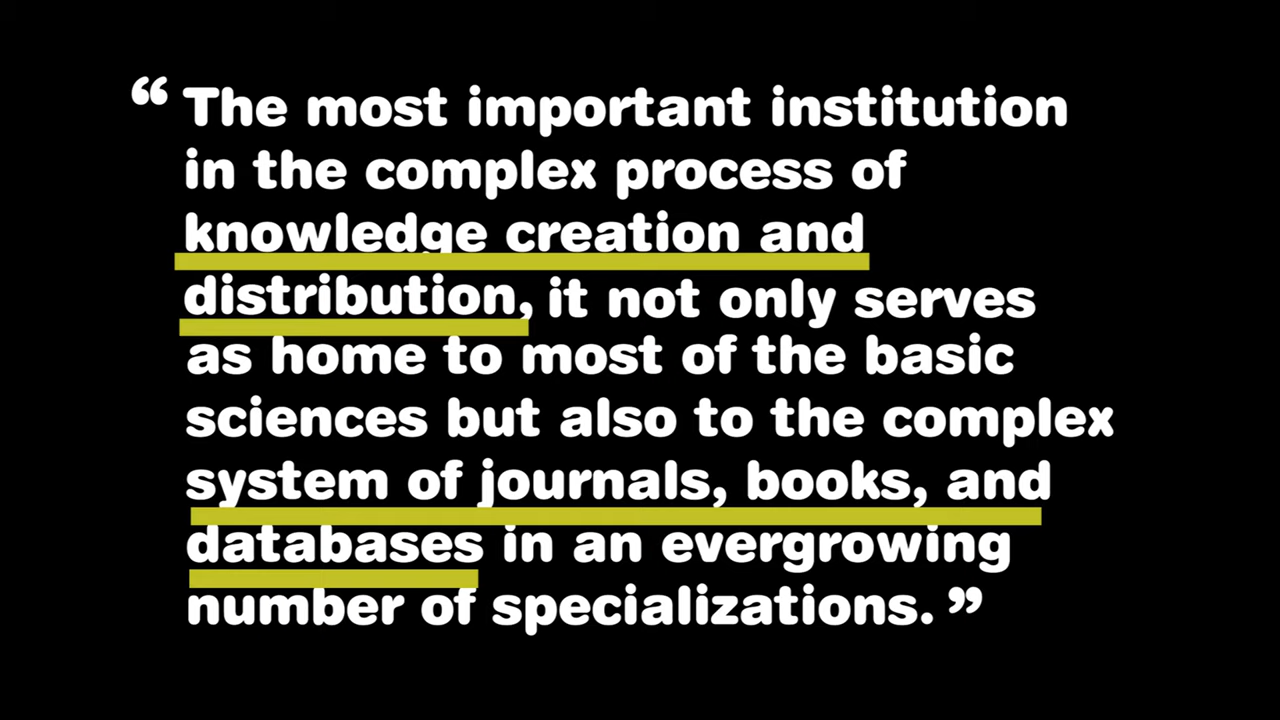 “The most important institution
in the complex process of
knowledge creation and
distribution, it not only serves
as home to most of the basic
sciences but also to the complex
system of journals, books, and
databases in an evergrowing
number of specializations.”